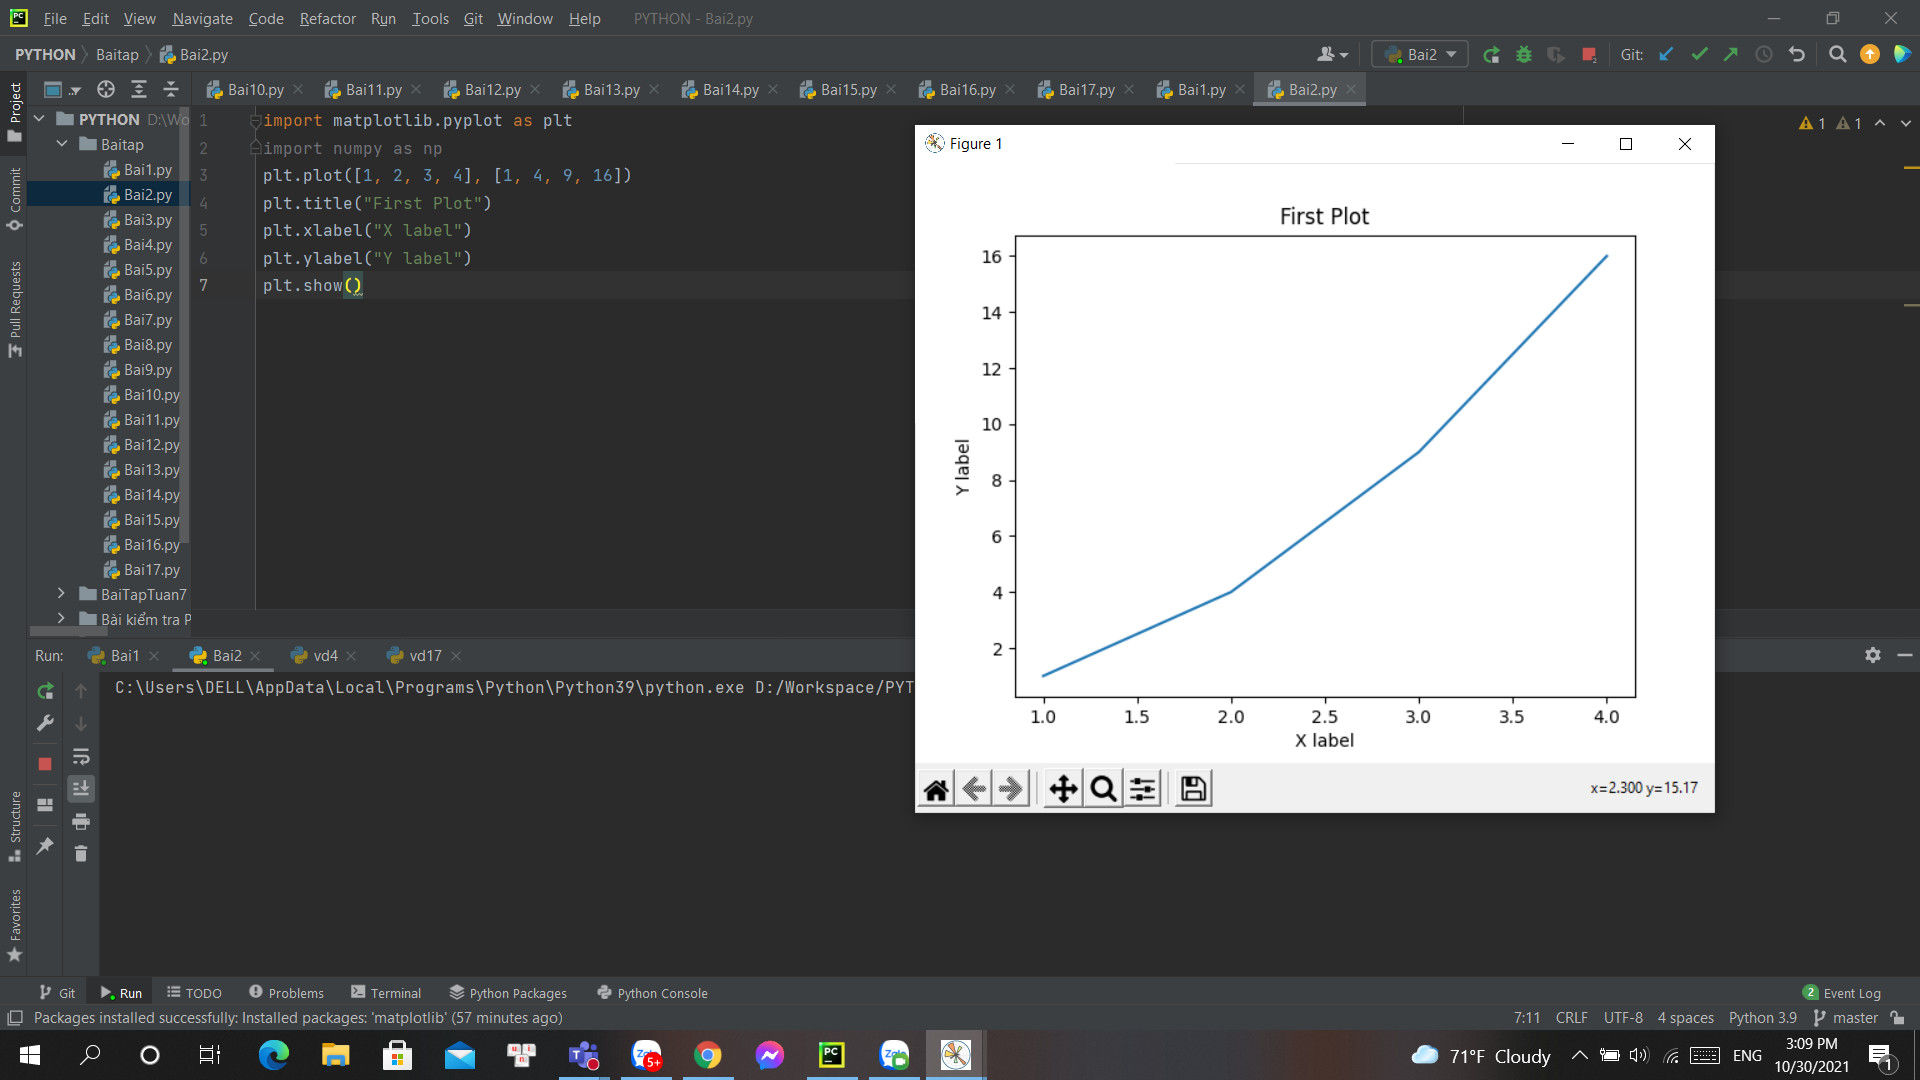 File Edit View Navigate Code Refactor Run Tools Git Window Help PYTHON - Bai2.py
PYTHON Baitap Bai2.py
Bai2 Git:
Bai10.py Bai11.py Bai12.py Bai13.py Bai14.py Bai15.py Bai16.py Bai17.py Bai1.py Bai2.py
Project
Commit
Pull Requests
Structure
Favorites
PYTHON D:\Wo
Baitap
Bai1.py
Bai2.py
Bai3.py
Bai4.py
Bai5.py
Bai6.py
Bai7.py
Bai8.py
Bai9.py
Bai10.py
Bai11.py
Bai12.py
Bai13.py
Bai14.py
Bai15.py
Bai16.py
Bai17.py
BaiTapTuan7
Bài kiểm tra P
1 import matplotlib.pyplot as plt
2 import numpy as np
3 plt.plot([1, 2, 3, 4], [1, 4, 9, 16])
4 plt.title("First Plot")
5 plt.xlabel("X label")
6 plt.ylabel("Y label")
7 plt.show()
1 1
Figure 1
First Plot
16
14
12
10
8
6
4
2
Y label
1.0 1.5 2.0 2.5 3.0 3.5 4.0
X label
x=2.300 y=15.17
Run: Bai1 Bai2 vd4 vd17
C:\Users\DELL\AppData\Local\Programs\Python\Python39\python.exe D:/Workspace/PYT
Git Run TODO Problems Terminal Python Packages Python Console 2 Event Log
Packages installed successfully: Installed packages: 'matplotlib' (57 minutes ago) 7:11 CRLF UTF-8 4 spaces Python 3.9 master
5+ 71°F Cloudy ENG
3:09 PM
10/30/2021
1